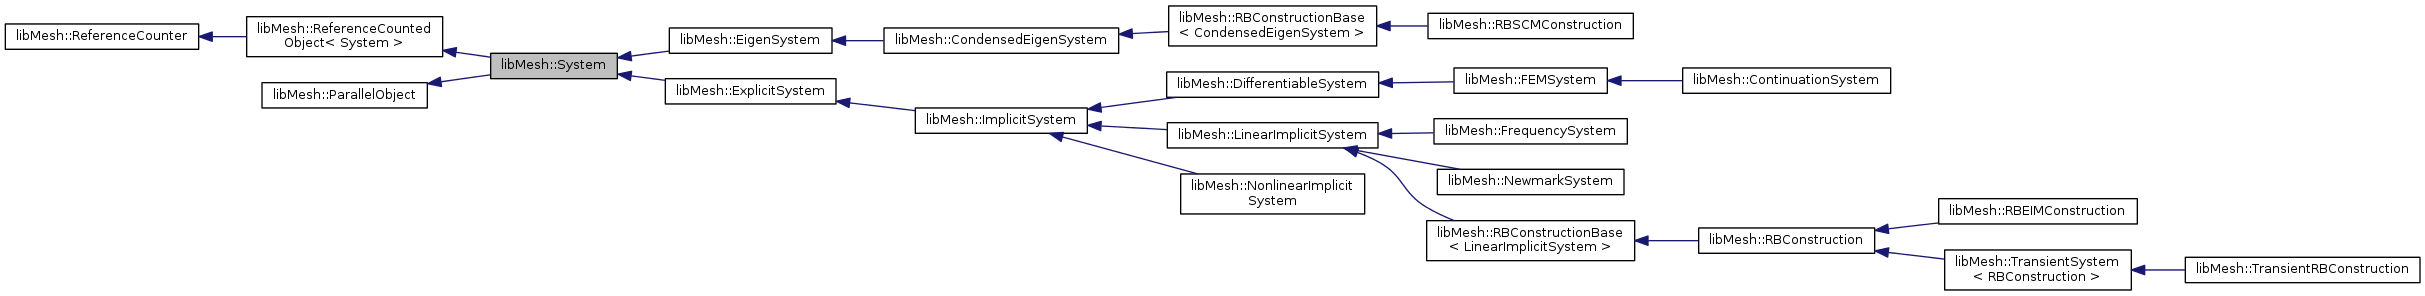 libMesh::ReferenceCounter
libMesh::ReferenceCounted
Object< System >
libMesh::ParallelObject
libMesh::System
libMesh::EigenSystem
libMesh::ExplicitSystem
libMesh::CondensedEigenSystem
libMesh::ImplicitSystem
libMesh::RBConstructionBase
< CondensedEigenSystem >
libMesh::DifferentiableSystem
libMesh::LinearImplicitSystem
libMesh::NonlinearImplicit
System
libMesh::RBSCMConstruction
libMesh::FEMSystem
libMesh::FrequencySystem
libMesh::NewmarkSystem
libMesh::RBConstructionBase
< LinearImplicitSystem >
libMesh::ContinuationSystem
libMesh::RBConstruction
libMesh::RBEIMConstruction
libMesh::TransientSystem
< RBConstruction >
libMesh::TransientRBConstruction